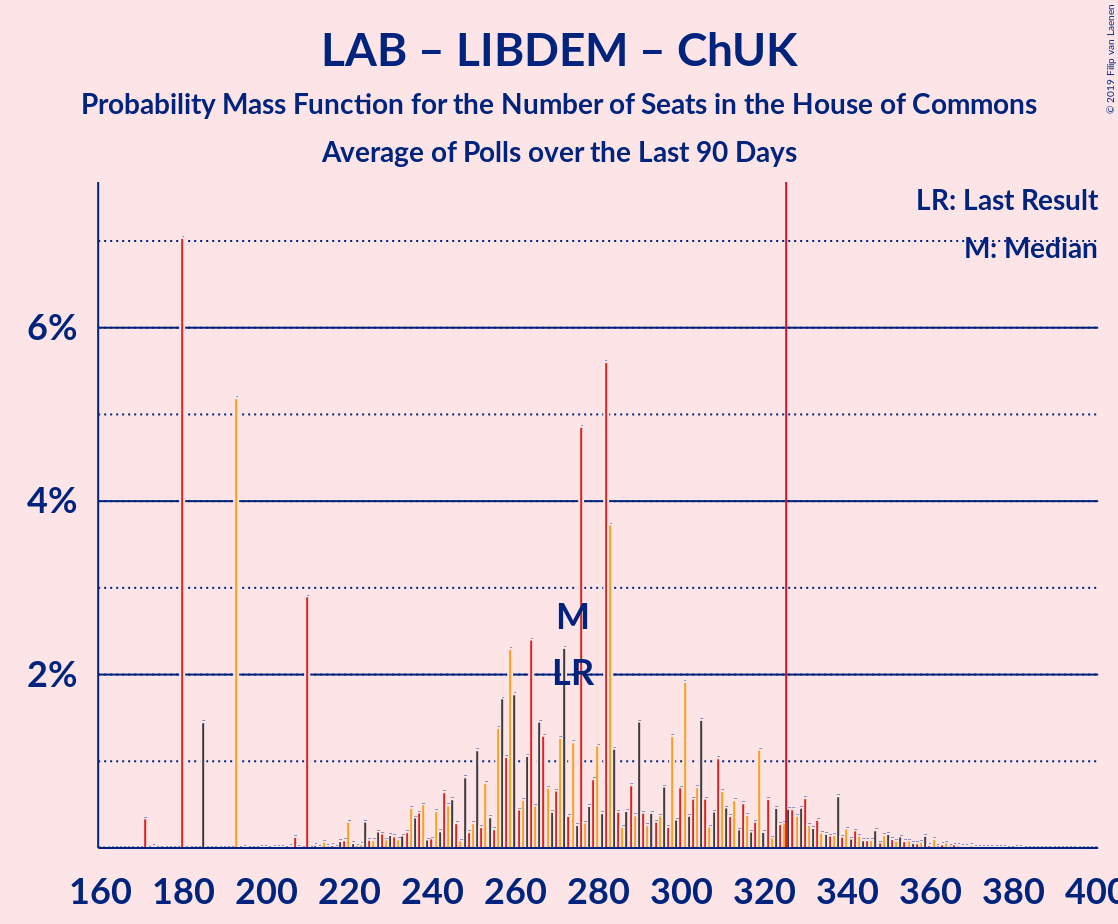 LAB – LIBDEM – ChUK
Probability Mass Function for the Number of Seats in the House of Commons
Average of Polls over the Last 90 Days
© 2019 Filip van Laenen
LR: Last Result
M: Median
6%
4%
2%
M
LR
160 180 200 220 240 260 280 300 320 340 360 380 400